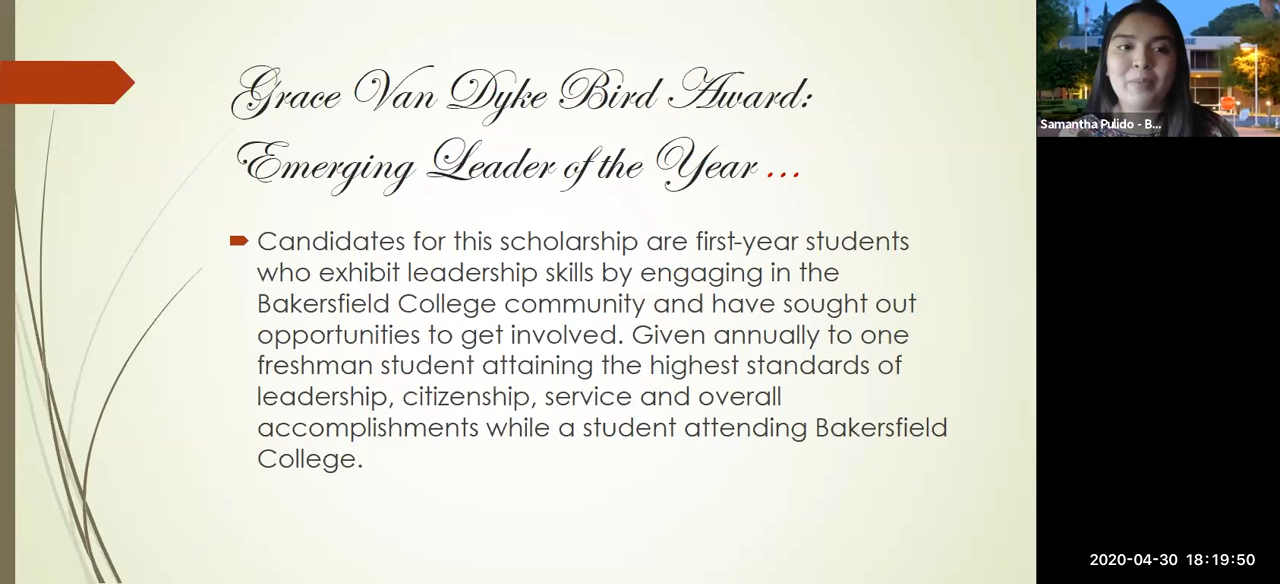 Grace Van Dyke Bird Award:
Emerging Leader of the Year ...
Candidates for this scholarship are first-year students
who exhibit leadership skills by engaging in the
Bakersfield College community and have sought out
opportunities to get involved. Given annually to one
freshman student attaining the highest standards of
leadership, citizenship, service and overall
accomplishments while a student attending Bakersfield
College.
Samantha Pulido - B...
STOP
2020-04-30 18:19:50